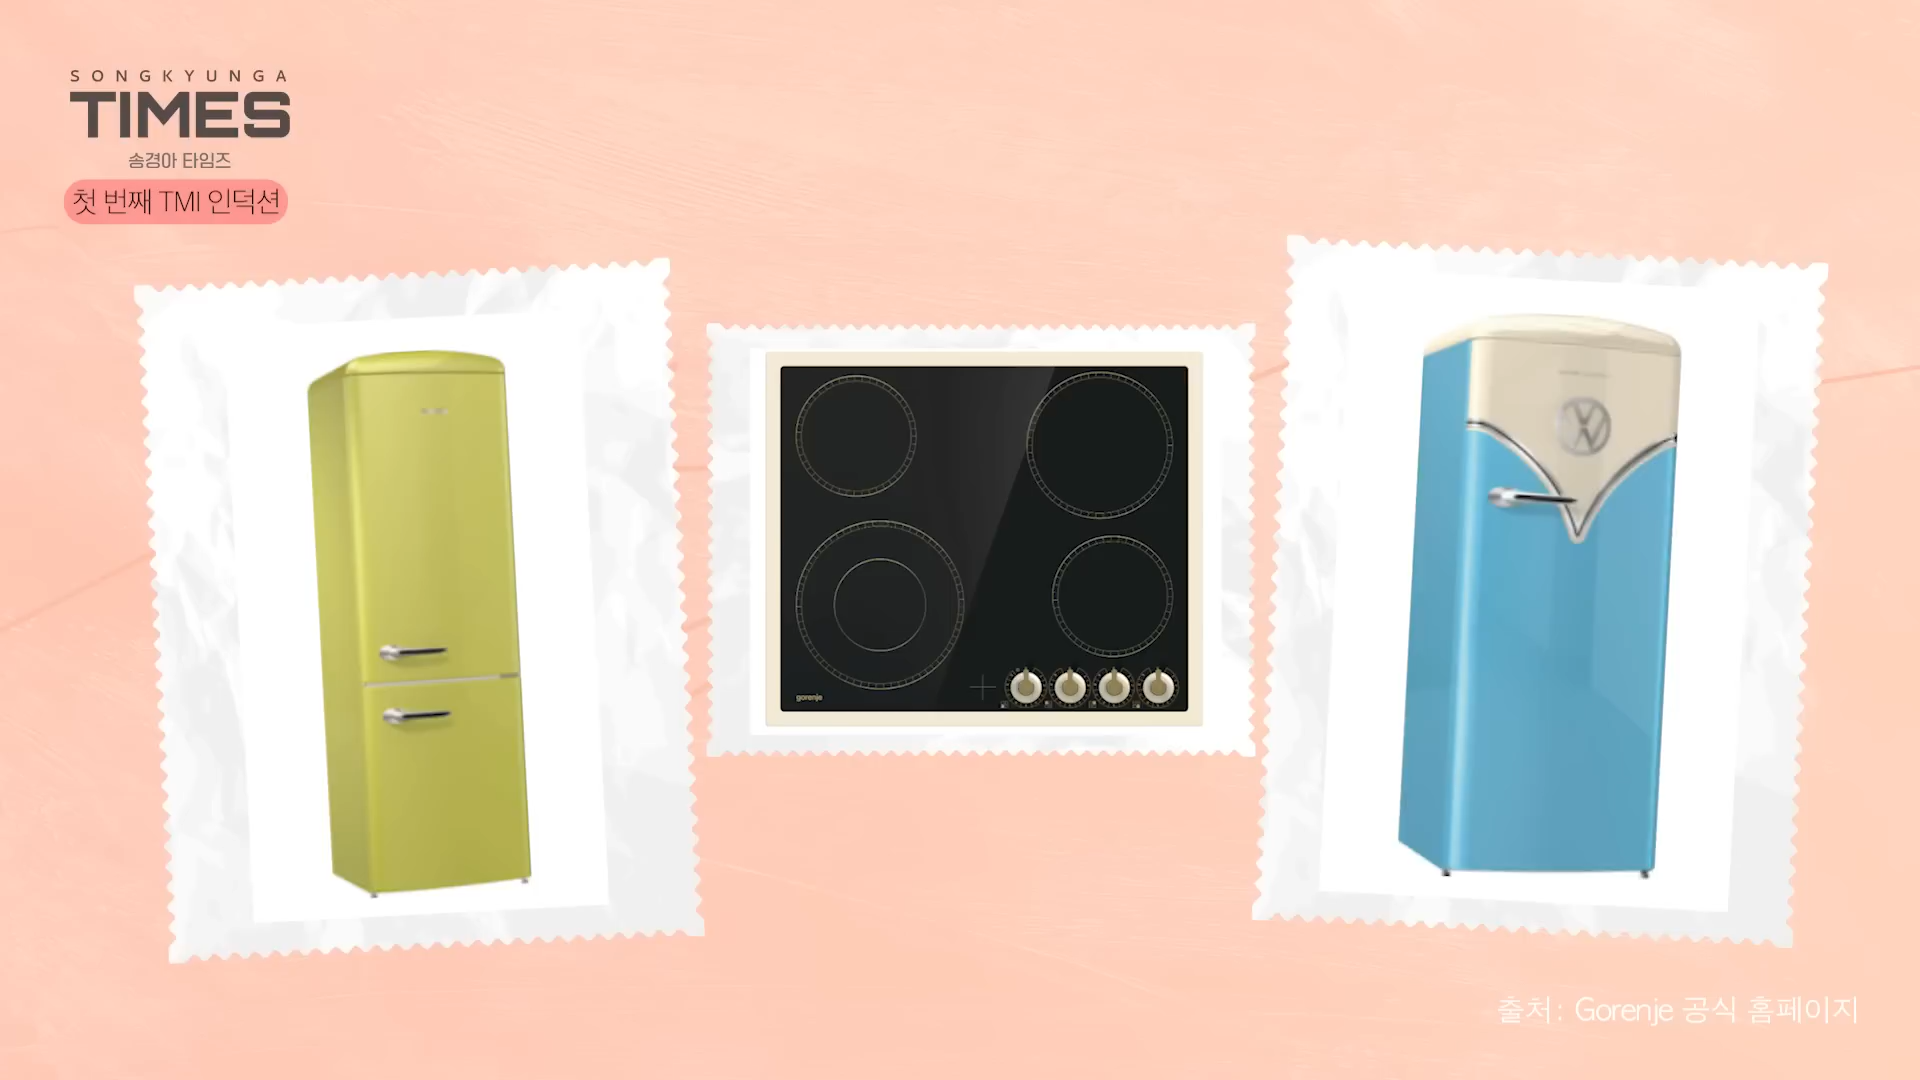 SONGKYUNGA
TIMES
송경아 타임즈
첫 번째 TMI 인덕션
gorenje
출처: Gorenje 공식 홈페이지